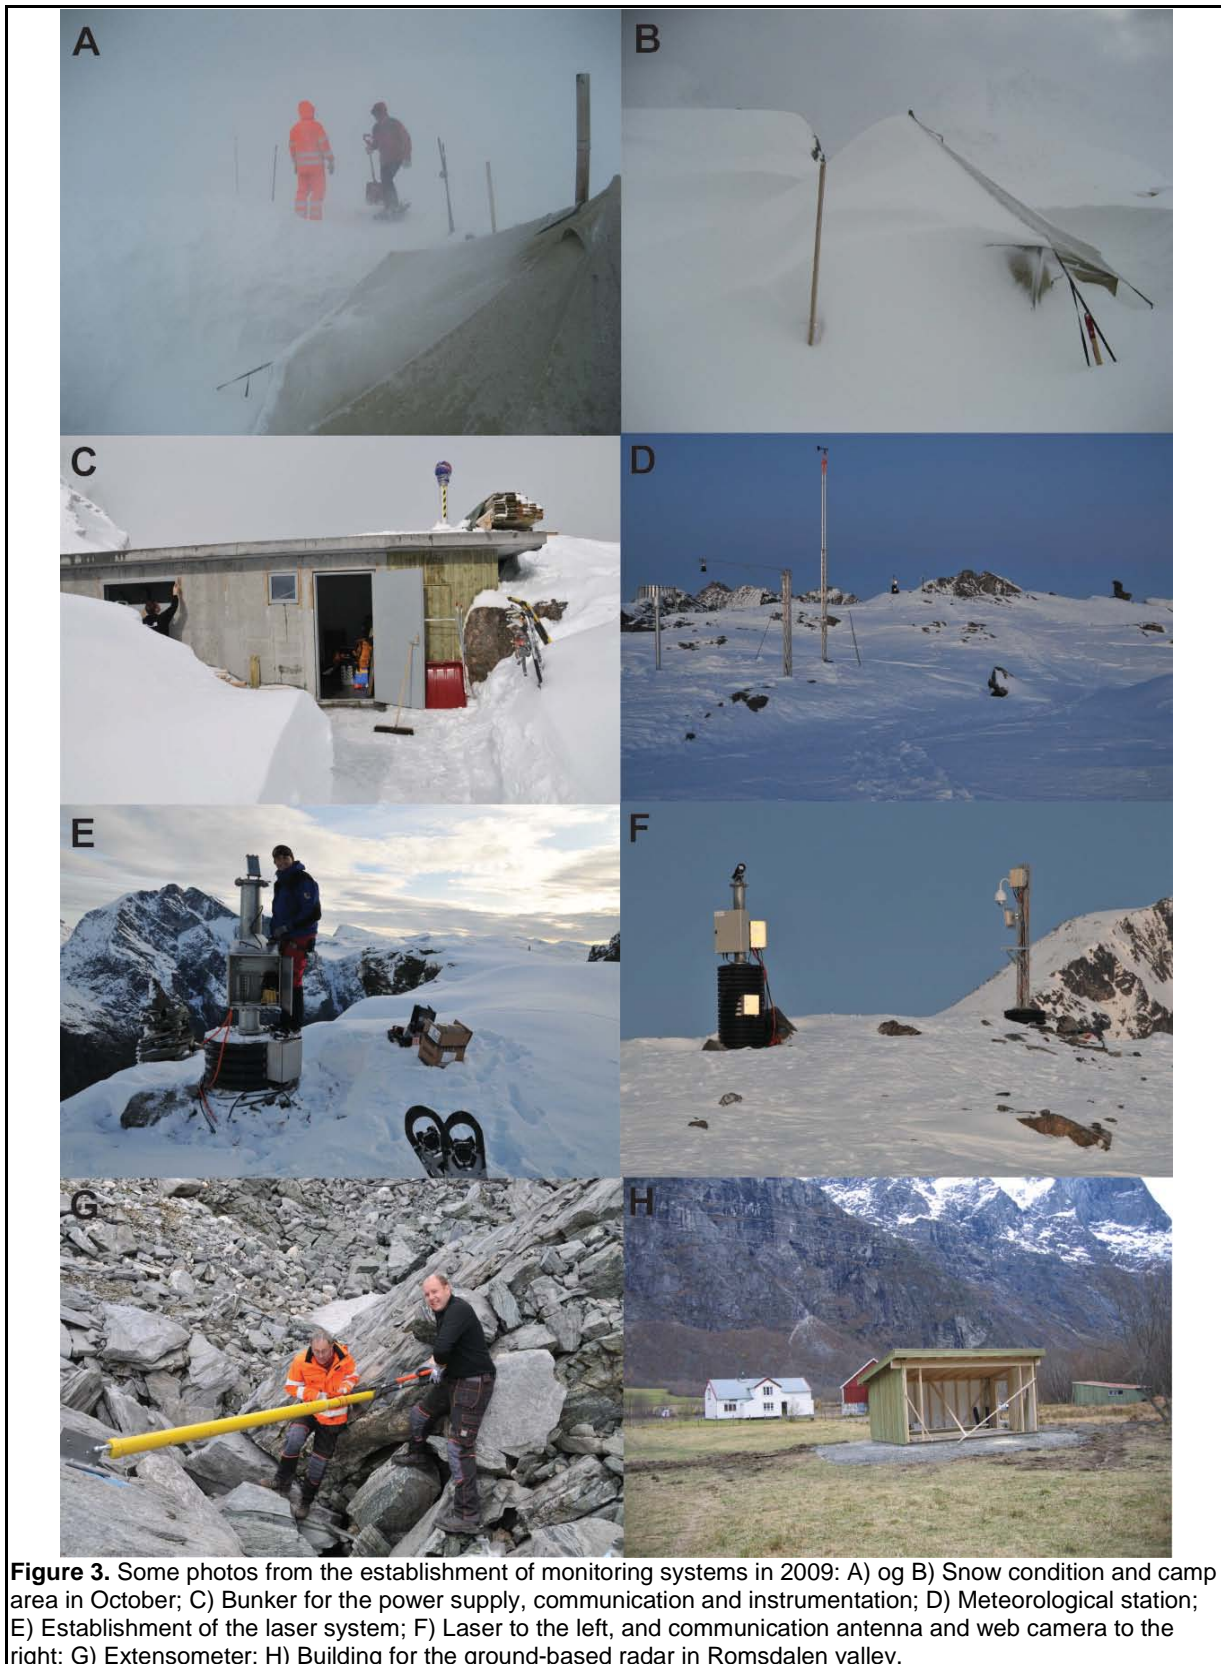 A
B
C
D
E
F
G
H
Figure 3. Some photos from the establishment of monitoring systems in 2009: A) og B) Snow condition and camp
area in October; C) Bunker for the power supply, communication and instrumentation; D) Meteorological station;
E) Establishment of the laser system; F) Laser to the left, and communication antenna and web camera to the
right; G) Extensometer; H) Building for the ground-based radar in Romsdalen valley.